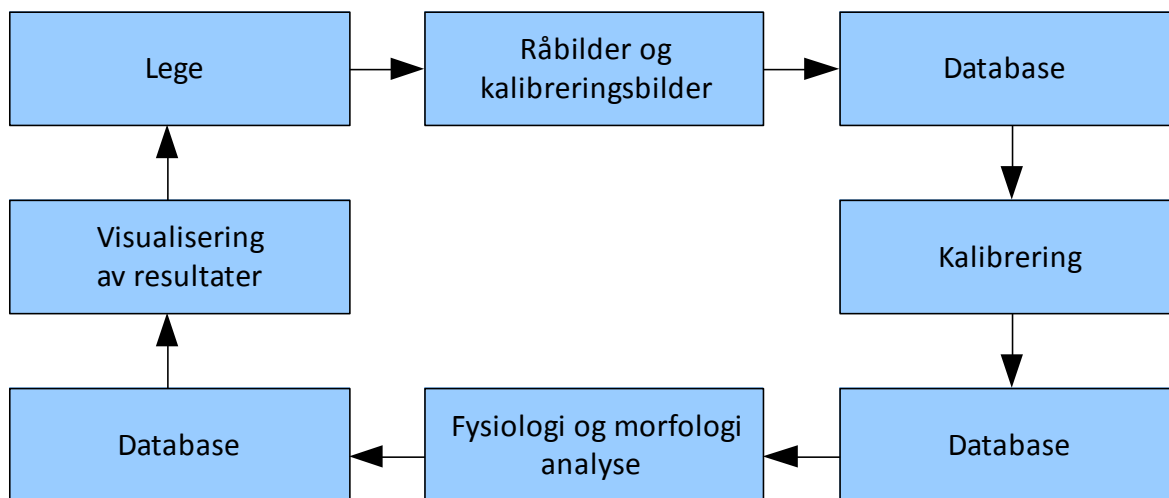 Lege
Råbilder og
kalibreringsbilder
Database
Visualisering
av resultater
Kalibrering
Database
Fysiologi og morfologi
analyse
Database